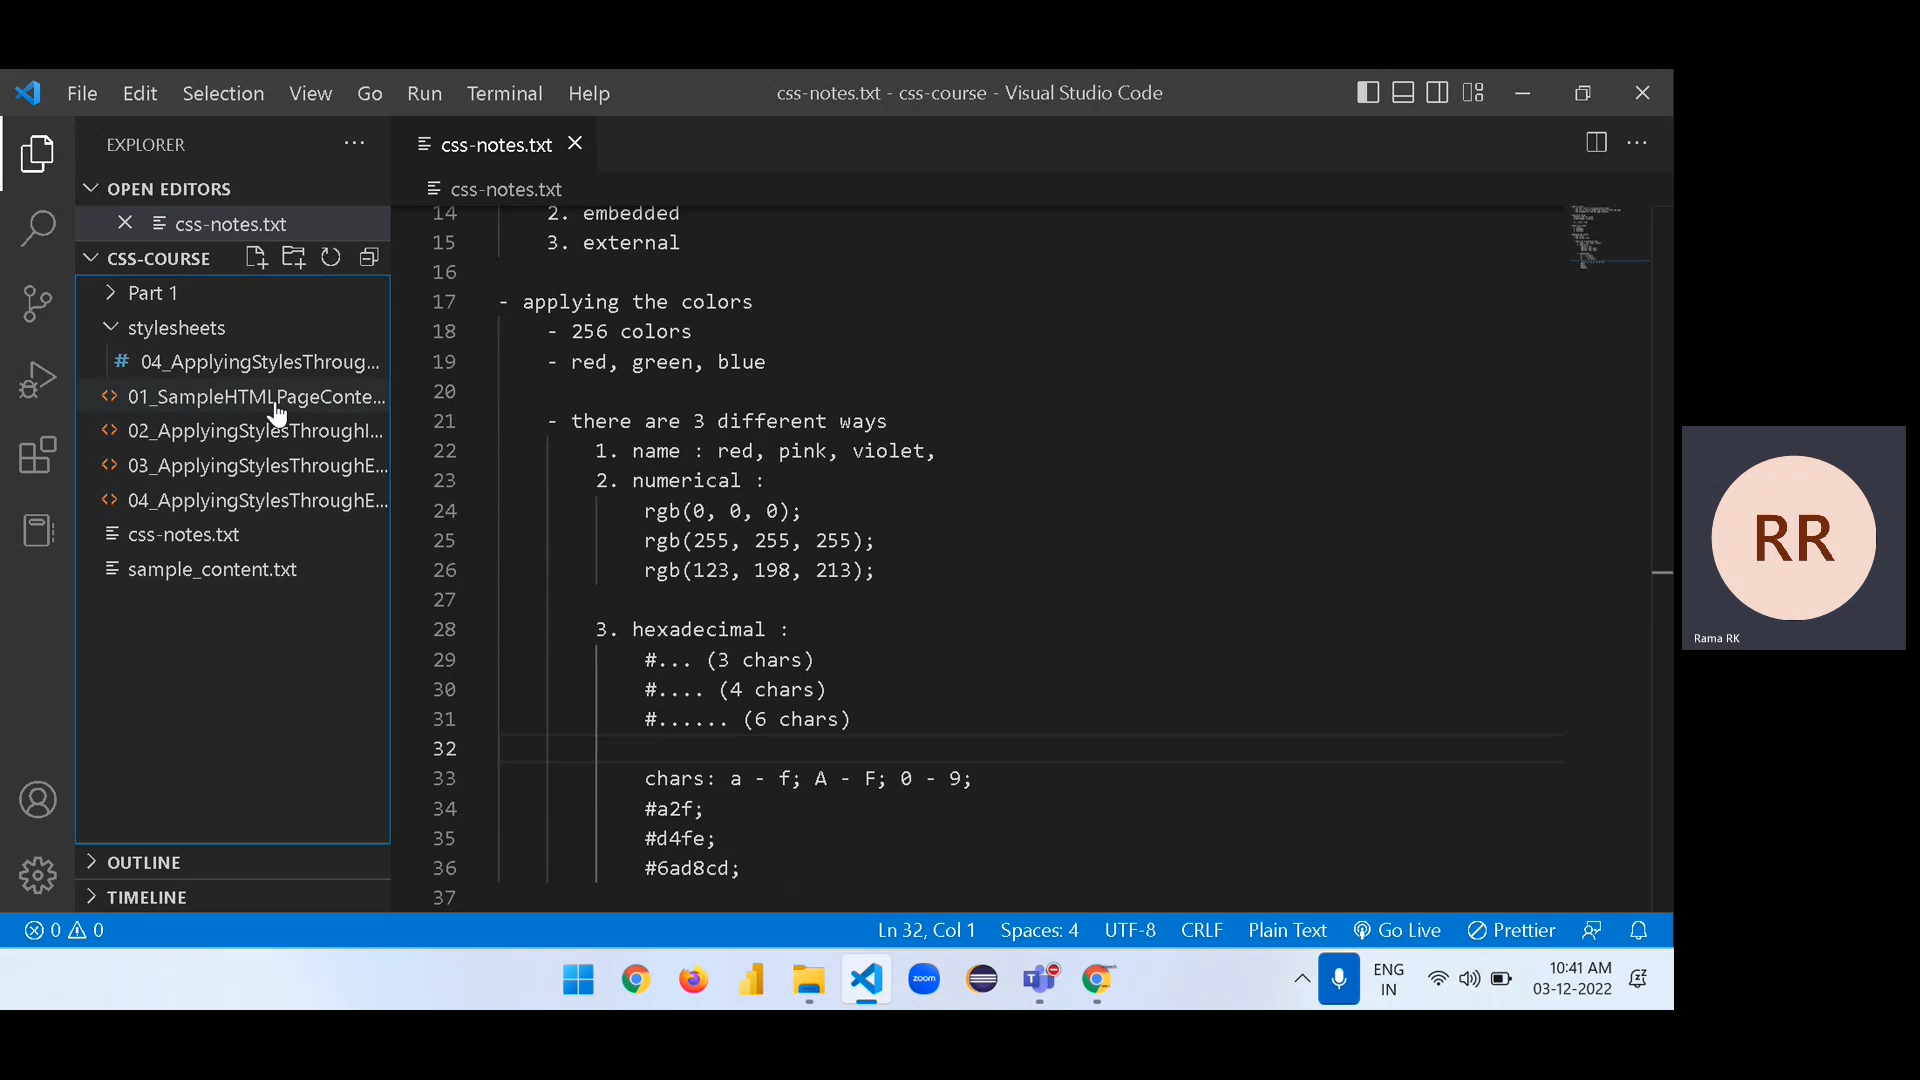 File Edit Selection View Go Run Terminal Help
css-notes.txt - css-course - Visual Studio Code
EXPLORER
OPEN EDITORS
css-notes.txt
CSS-COURSE
Part 1
stylesheets
# 04_ApplyingStylesThroug...
<> 01_SampleHTMLPageConte...
<> 02_ApplyingStylesThroughI...
<> 03_ApplyingStylesThroughE...
<> 04_ApplyingStylesThroughE...
css-notes.txt
sample_content.txt
OUTLINE
TIMELINE
css-notes.txt
css-notes.txt
14 2. embedded
15 3. external
16
17 - applying the colors
18 - 256 colors
19 - red, green, blue
20
21 - there are 3 different ways
22 1. name : red, pink, violet,
23 2. numerical :
24 rgb(0, 0, 0);
25 rgb(255, 255, 255);
26 rgb(123, 198, 213);
27
28 3. hexadecimal :
29 #... (3 chars)
30 #.... (4 chars)
31 #...... (6 chars)
32
33 chars: a - f; A - F; 0 - 9;
34 #a2f;
35 #d4fe;
36 #6ad8cd;
37
RR
Rama RK
0 0 Ln 32, Col 1 Spaces: 4 UTF-8 CRLF Plain Text Go Live Prettier
zoom
ENG
IN
10:41 AM
03-12-2022